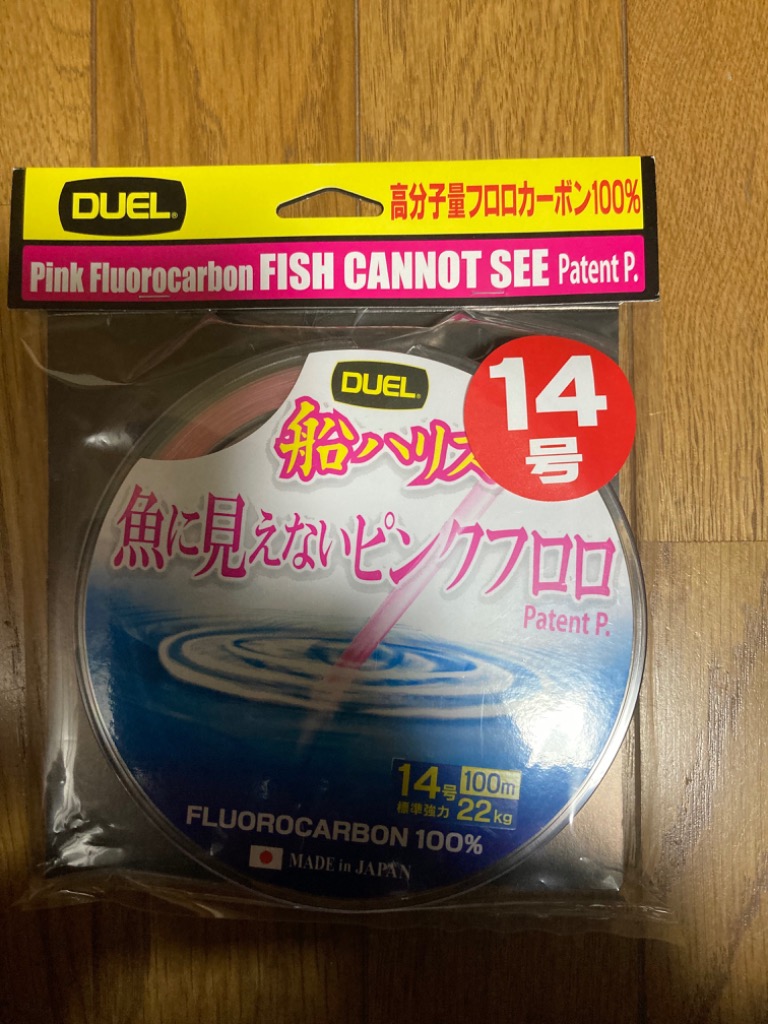 DUEL®
高分子量フロロカーボン100%
Pink Fluorocarbon FISH CANNOT SEE Patent P.
DUEL®
14号
船ハリス
魚に見えないピンクフロロ
Patent P.
14号 100m
標準強力 22kg
FLUOROCARBON 100%
MADE in JAPAN